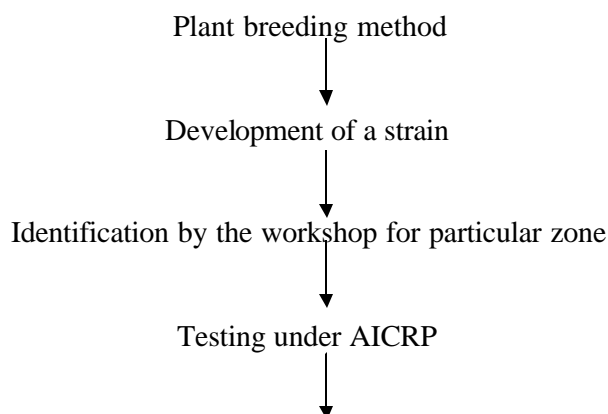 Plant breeding method
Development of a strain
Identification by the workshop for particular zone
Testing under AICRP